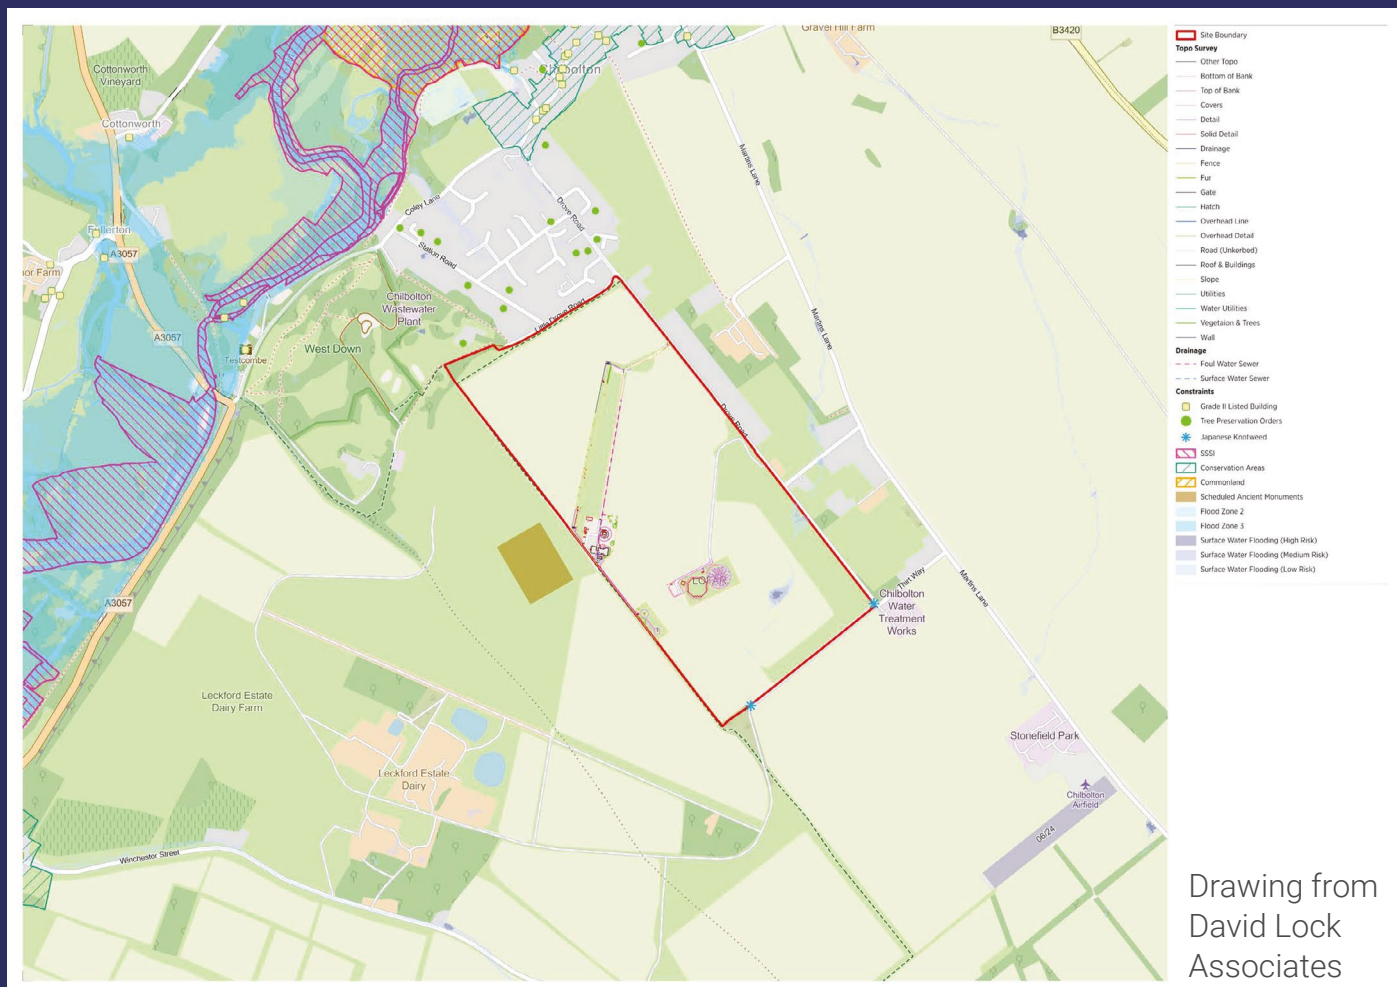 Gravel Hill Farm
B3420
Cottonworth
Vineyard
Chilbolton
Cottonworth
Martins Lane
Coley Lane
Drove Road
Fullerton
A3057
Station Road
nor Farm
Chilbolton
Wastewater
Plant
Little Drove Road
Martins Lane
A3057
West Down
Testcombe
Drove Road
LOFAR
Thirt Way
Martins Lane
Chilbolton
Water
Treatment
Works
A3057
Leckford Estate
Dairy Farm
Stonefield Park
Leckford Estate
Dairy
Chilbolton
Airfield
06/24
Winchester Street
Site Boundary
Topo Survey
Other Topo
Bottom of Bank
Top of Bank
Covers
Detail
Solid Detail
Drainage
Fence
Fur
Gate
Hatch
Overhead Line
Overhead Detail
Road (Unkerbed)
Roof & Buildings
Slope
Utilities
Water Utilities
Vegetaion & Trees
Wall
Drainage
Foul Water Sewer
Surface Water Sewer
Constraints
Grade II Listed Building
Tree Preservation Orders
Japanese Knotweed
SSSI
Conservation Areas
Commonland
Scheduled Ancient Monuments
Flood Zone 2
Flood Zone 3
Surface Water Flooding (High Risk)
Surface Water Flooding (Medium Risk)
Surface Water Flooding (Low Risk)
Drawing from
David Lock
Associates